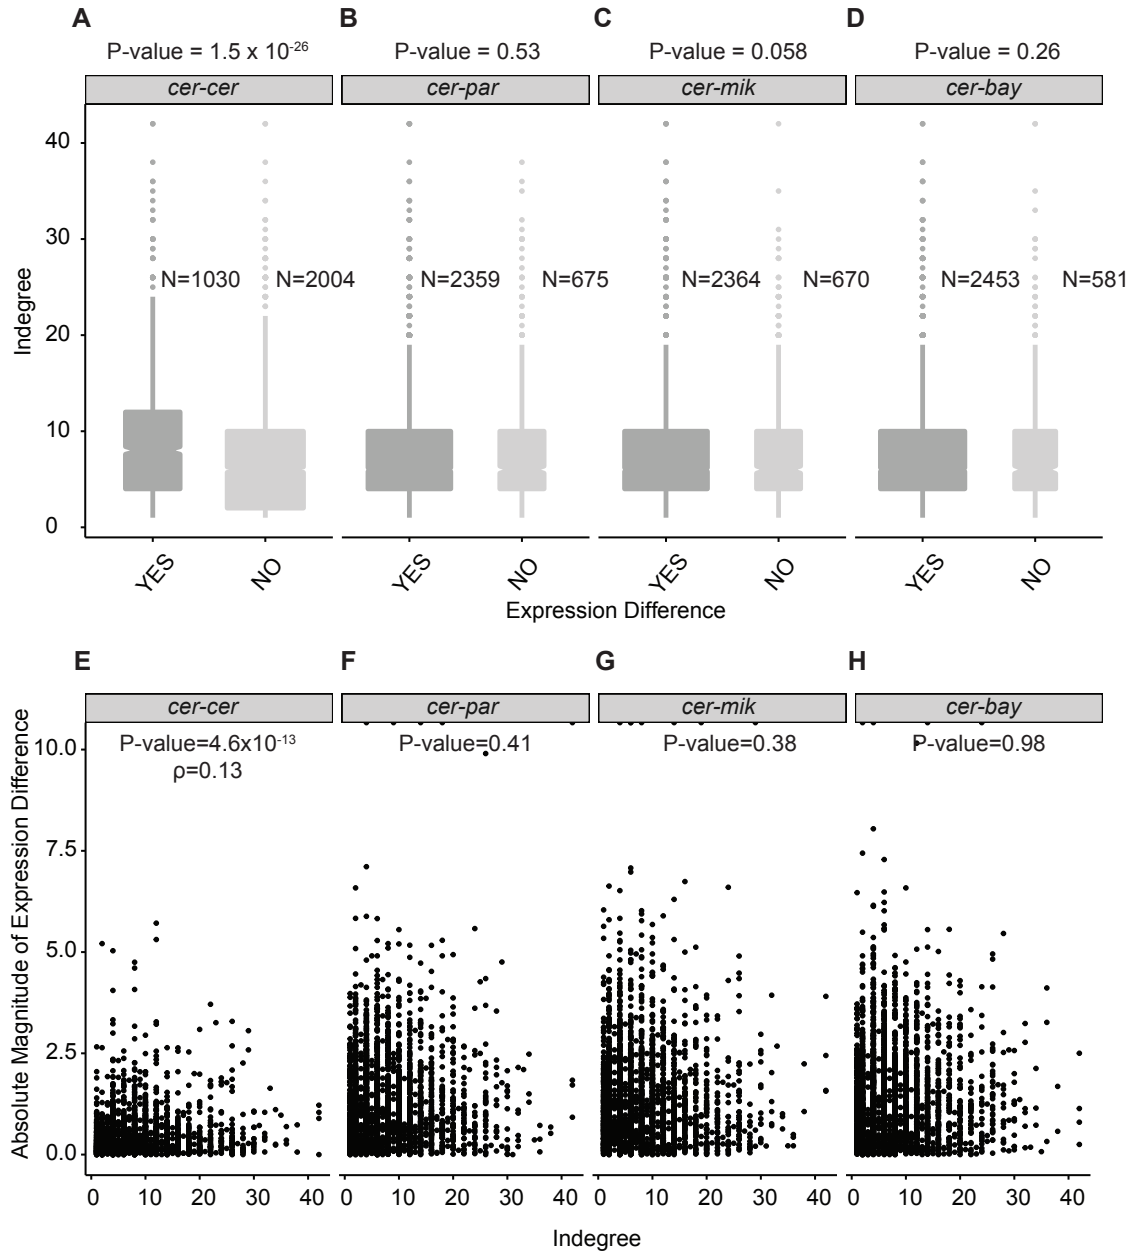 A B C D
P-value = 1.5 x 10-26 P-value = 0.53 P-value = 0.058 P-value = 0.26
cer-cer cer-par cer-mik cer-bay
40
30
20
10
0
Indegree
N=1030 N=2004 N=2359 N=675 N=2364 N=670 N=2453 N=581
YES NO YES NO YES NO YES NO
Expression Difference
E F G H
cer-cer cer-par cer-mik cer-bay
P-value=4.6x10-13 P-value=0.41 P-value=0.38 P-value=0.98
ρ=0.13
10.0
7.5
5.0
2.5
0.0
Absolute Magnitude of Expression Difference
0 10 20 30 40 0 10 20 30 40 0 10 20 30 40 0 10 20 30 40
Indegree